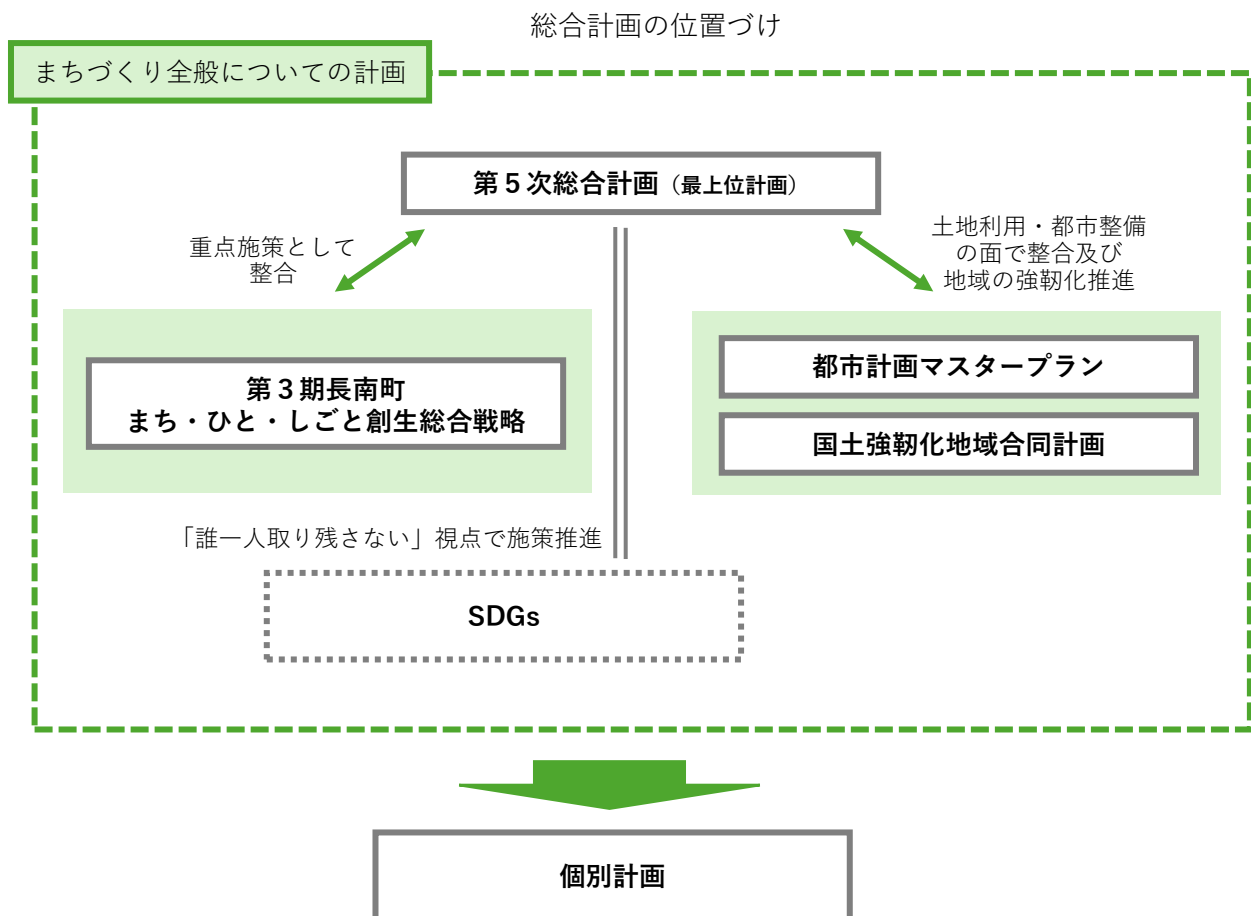 総合計画の位置づけ
まちづくり全般についての計画
第５次総合計画（最上位計画）
重点施策として
整合
土地利用・都市整備
の面で整合及び
地域の強靭化推進
第３期長南町
まち・ひと・しごと創生総合戦略
都市計画マスタープラン
国土強靭化地域合同計画
「誰一人取り残さない」視点で施策推進
SDGs
個別計画